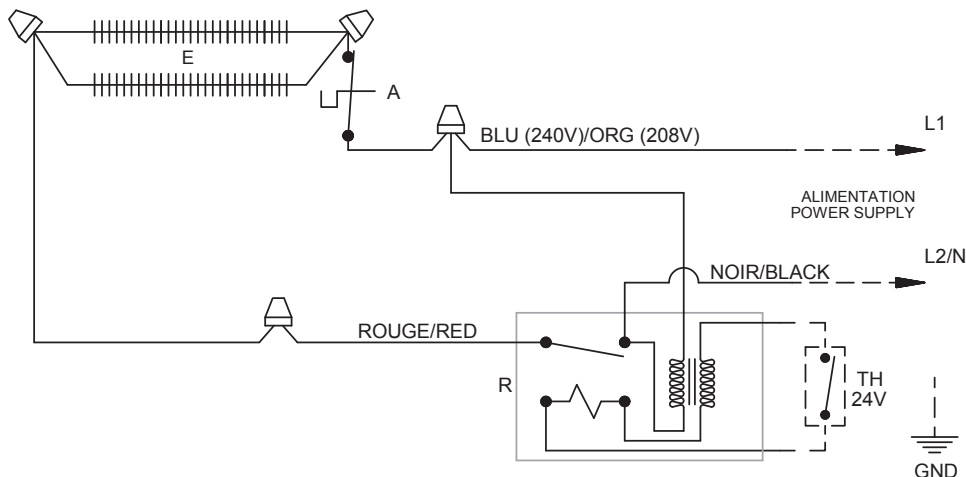 E
A
BLU (240V)/ORG (208V)
L1
ALIMENTATION
POWER SUPPLY
L2/N
NOIR/BLACK
ROUGE/RED
R
TH
24V
GND